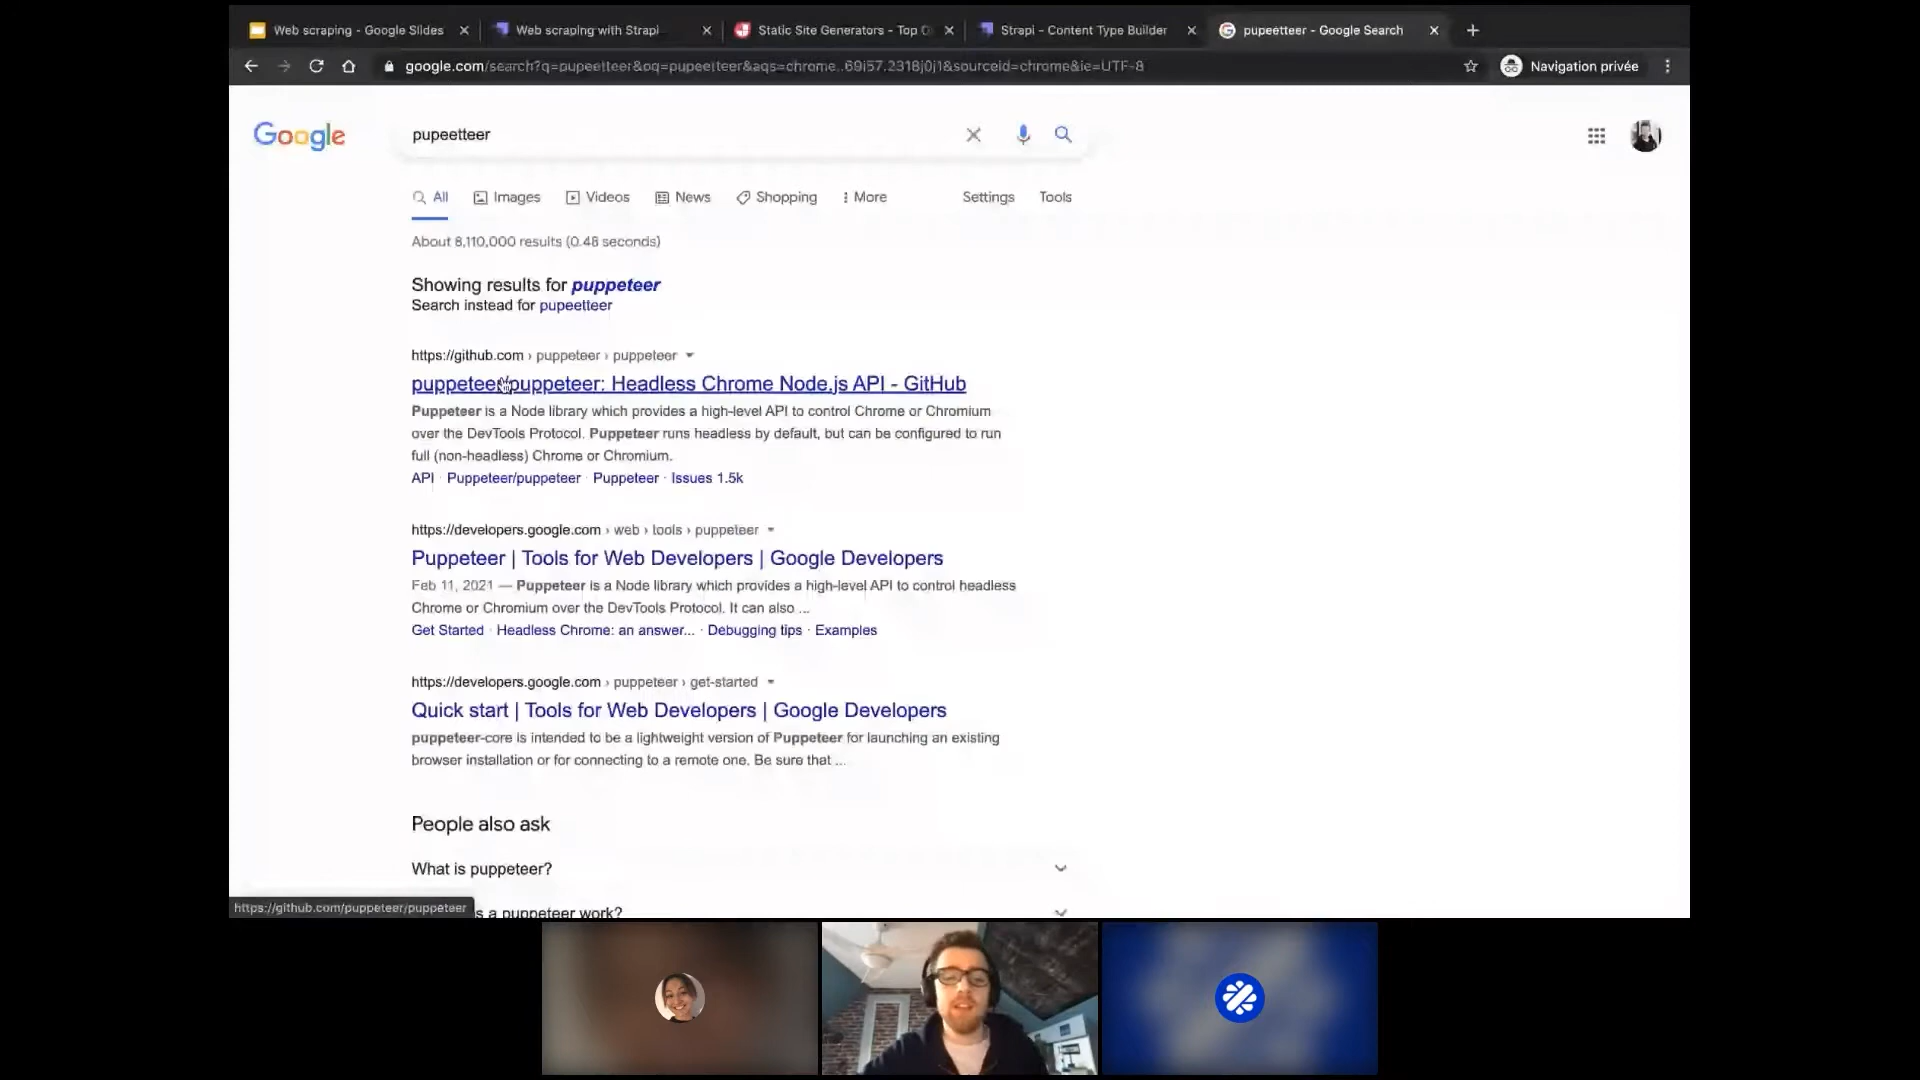 Web scraping - Google Slides
Web scraping with Strapi
Static Site Generators - Top O
Strapi - Content Type Builder
pupeetteer - Google Search
google.com/search?q=pupeetteer&oq=pupeetteer&aqs=chrome..69i57.2318j0j1&sourceid=chrome&ie=UTF-8
Navigation privée
Google
pupeetteer
All
Images
Videos
News
Shopping
More
Settings
Tools
About 8,110,000 results (0.48 seconds)
Showing results for puppeteer
Search instead for pupeetteer
https://github.com › puppeteer › puppeteer
puppeteer/puppeteer: Headless Chrome Node.js API - GitHub
Puppeteer is a Node library which provides a high-level API to control Chrome or Chromium
over the DevTools Protocol. Puppeteer runs headless by default, but can be configured to run
full (non-headless) Chrome or Chromium.
API · Puppeteer/puppeteer · Puppeteer · Issues 1.5k
https://developers.google.com › web › tools › puppeteer
Puppeteer | Tools for Web Developers | Google Developers
Feb 11, 2021 — Puppeteer is a Node library which provides a high-level API to control headless
Chrome or Chromium over the DevTools Protocol. It can also ...
Get Started · Headless Chrome: an answer... · Debugging tips · Examples
https://developers.google.com › puppeteer › get-started
Quick start | Tools for Web Developers | Google Developers
puppeteer-core is intended to be a lightweight version of Puppeteer for launching an existing
browser installation or for connecting to a remote one. Be sure that ...
People also ask
What is puppeteer?
s a puppeteer work?
https://github.com/puppeteer/puppeteer